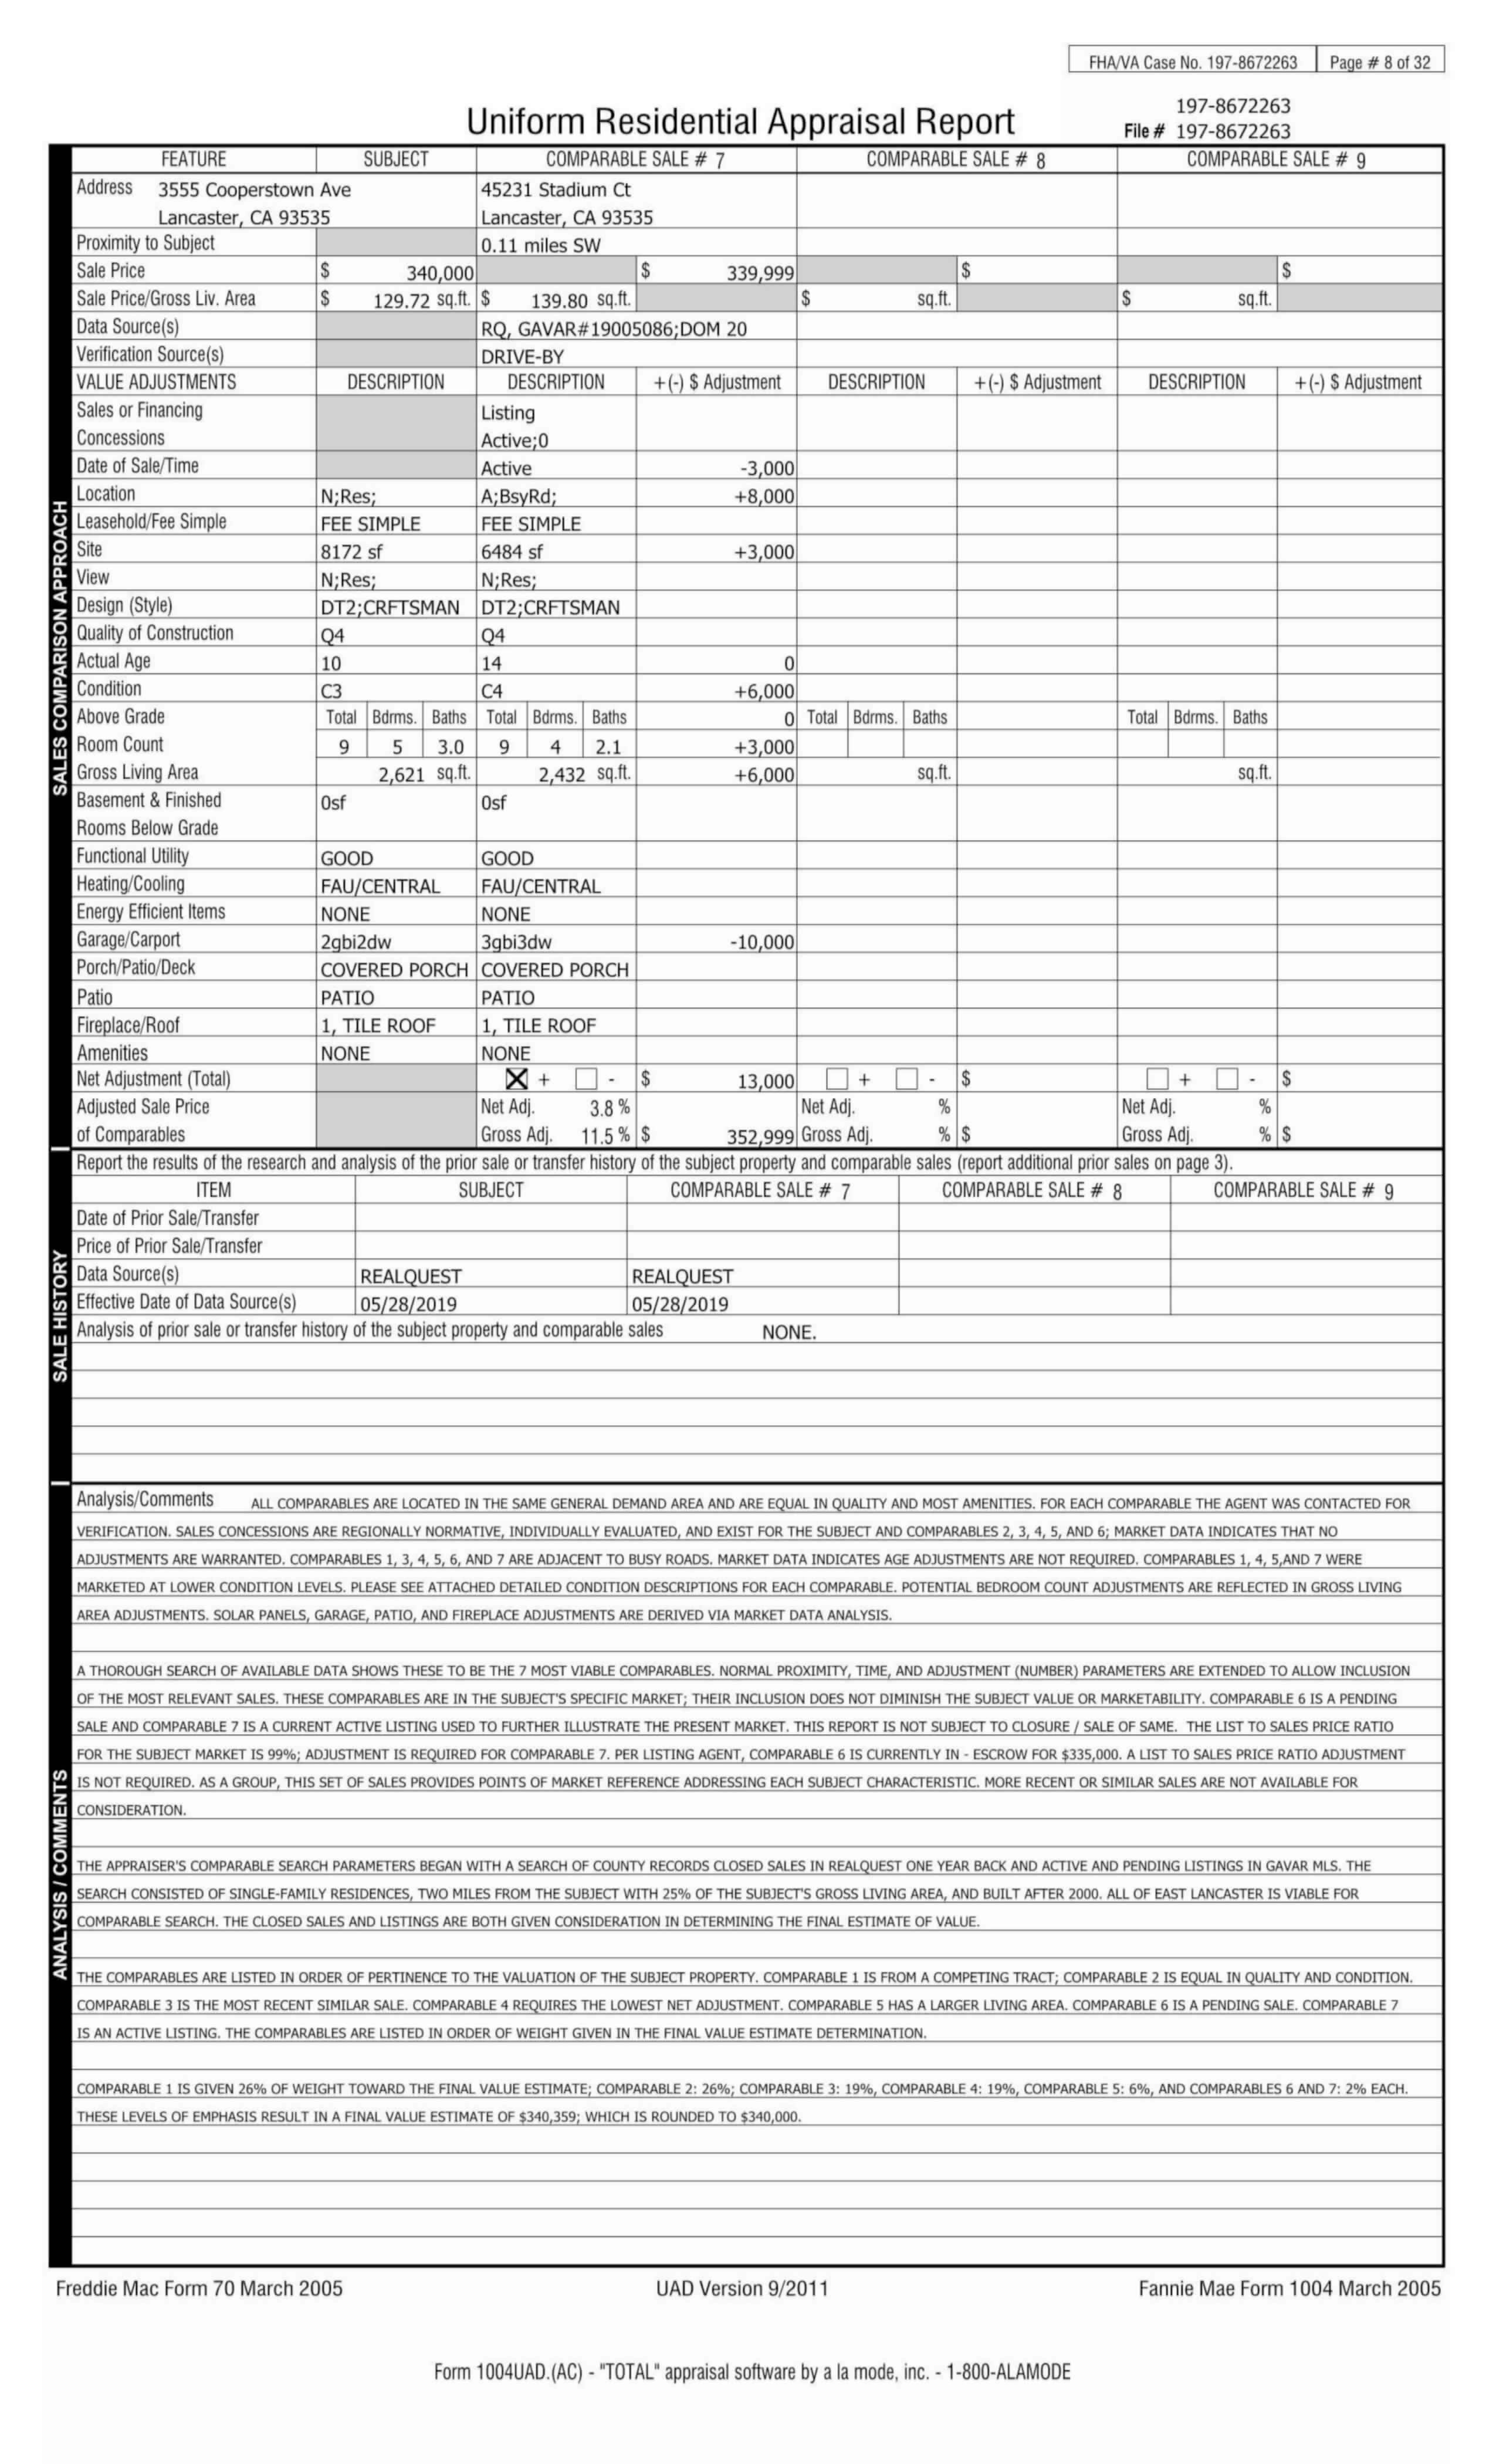 FHA/VA Case No. 197-8672263 Page # 8 of 32
197-8672263
Uniform Residential Appraisal Report File # 197-8672263
FEATURE SUBJECT COMPARABLE SALE # 7 COMPARABLE SALE # 8 COMPARABLE SALE # 9
Address 3555 Cooperstown Ave 45231 Stadium Ct
Lancaster, CA 93535 Lancaster, CA 93535
Proximity to Subject 0.11 miles SW
Sale Price $ 340,000 $ 339,999 $ $
Sale Price/Gross Liv. Area $ 129.72 sq.ft. $ 139.80 sq.ft. $ sq.ft. $ sq.ft.
Data Source(s) RQ, GAVAR#19005086;DOM 20
Verification Source(s) DRIVE-BY
VALUE ADJUSTMENTS DESCRIPTION DESCRIPTION +(-) $ Adjustment DESCRIPTION +(-) $ Adjustment DESCRIPTION +(-) $ Adjustment
Sales or Financing Listing
Concessions Active;0
Date of Sale/Time Active -3,000
Location N;Res; A;BsyRd; +8,000
Leasehold/Fee Simple FEE SIMPLE FEE SIMPLE
Site 8172 sf 6484 sf +3,000
View N;Res; N;Res;
Design (Style) DT2;CRFTSMAN DT2;CRFTSMAN
Quality of Construction Q4 Q4
Actual Age 10 14 0
Condition C3 C4 +6,000
Above Grade Total Bdrms. Baths Total Bdrms. Baths 0 Total Bdrms. Baths Total Bdrms. Baths
Room Count 9 5 3.0 9 4 2.1 +3,000
Gross Living Area 2,621 sq.ft. 2,432 sq.ft. +6,000 sq.ft. sq.ft.
Basement & Finished 0sf 0sf
Rooms Below Grade
Functional Utility GOOD GOOD
Heating/Cooling FAU/CENTRAL FAU/CENTRAL
Energy Efficient Items NONE NONE
Garage/Carport 2gbi2dw 3gbi3dw -10,000
Porch/Patio/Deck COVERED PORCH COVERED PORCH
Patio PATIO PATIO
Fireplace/Roof 1, TILE ROOF 1, TILE ROOF
Amenities NONE NONE
Net Adjustment (Total) X + - $ 13,000 + - $ + - $
Adjusted Sale Price Net Adj. 3.8 % Net Adj. % Net Adj. %
of Comparables Gross Adj. 11.5 % $ 352,999 Gross Adj. % $ Gross Adj. % $
Report the results of the research and analysis of the prior sale or transfer history of the subject property and comparable sales (report additional prior sales on page 3).
ITEM SUBJECT COMPARABLE SALE # 7 COMPARABLE SALE # 8 COMPARABLE SALE # 9
Date of Prior Sale/Transfer
Price of Prior Sale/Transfer
Data Source(s) REALQUEST REALQUEST
Effective Date of Data Source(s) 05/28/2019 05/28/2019
Analysis of prior sale or transfer history of the subject property and comparable sales NONE.
Analysis/Comments ALL COMPARABLES ARE LOCATED IN THE SAME GENERAL DEMAND AREA AND ARE EQUAL IN QUALITY AND MOST AMENITIES. FOR EACH COMPARABLE THE AGENT WAS CONTACTED FOR
VERIFICATION. SALES CONCESSIONS ARE REGIONALLY NORMATIVE, INDIVIDUALLY EVALUATED, AND EXIST FOR THE SUBJECT AND COMPARABLES 2, 3, 4, 5, AND 6; MARKET DATA INDICATES THAT NO
ADJUSTMENTS ARE WARRANTED. COMPARABLES 1, 3, 4, 5, 6, AND 7 ARE ADJACENT TO BUSY ROADS. MARKET DATA INDICATES AGE ADJUSTMENTS ARE NOT REQUIRED. COMPARABLES 1, 4, 5,AND 7 WERE
MARKETED AT LOWER CONDITION LEVELS. PLEASE SEE ATTACHED DETAILED CONDITION DESCRIPTIONS FOR EACH COMPARABLE. POTENTIAL BEDROOM COUNT ADJUSTMENTS ARE REFLECTED IN GROSS LIVING
AREA ADJUSTMENTS. SOLAR PANELS, GARAGE, PATIO, AND FIREPLACE ADJUSTMENTS ARE DERIVED VIA MARKET DATA ANALYSIS.
A THOROUGH SEARCH OF AVAILABLE DATA SHOWS THESE TO BE THE 7 MOST VIABLE COMPARABLES. NORMAL PROXIMITY, TIME, AND ADJUSTMENT (NUMBER) PARAMETERS ARE EXTENDED TO ALLOW INCLUSION
OF THE MOST RELEVANT SALES. THESE COMPARABLES ARE IN THE SUBJECT'S SPECIFIC MARKET; THEIR INCLUSION DOES NOT DIMINISH THE SUBJECT VALUE OR MARKETABILITY. COMPARABLE 6 IS A PENDING
SALE AND COMPARABLE 7 IS A CURRENT ACTIVE LISTING USED TO FURTHER ILLUSTRATE THE PRESENT MARKET. THIS REPORT IS NOT SUBJECT TO CLOSURE / SALE OF SAME. THE LIST TO SALES PRICE RATIO
FOR THE SUBJECT MARKET IS 99%; ADJUSTMENT IS REQUIRED FOR COMPARABLE 7. PER LISTING AGENT, COMPARABLE 6 IS CURRENTLY IN - ESCROW FOR $335,000. A LIST TO SALES PRICE RATIO ADJUSTMENT
IS NOT REQUIRED. AS A GROUP, THIS SET OF SALES PROVIDES POINTS OF MARKET REFERENCE ADDRESSING EACH SUBJECT CHARACTERISTIC. MORE RECENT OR SIMILAR SALES ARE NOT AVAILABLE FOR
CONSIDERATION.
THE APPRAISER'S COMPARABLE SEARCH PARAMETERS BEGAN WITH A SEARCH OF COUNTY RECORDS CLOSED SALES IN REALQUEST ONE YEAR BACK AND ACTIVE AND PENDING LISTINGS IN GAVAR MLS. THE
SEARCH CONSISTED OF SINGLE-FAMILY RESIDENCES, TWO MILES FROM THE SUBJECT WITH 25% OF THE SUBJECT'S GROSS LIVING AREA, AND BUILT AFTER 2000. ALL OF EAST LANCASTER IS VIABLE FOR
COMPARABLE SEARCH. THE CLOSED SALES AND LISTINGS ARE BOTH GIVEN CONSIDERATION IN DETERMINING THE FINAL ESTIMATE OF VALUE.
THE COMPARABLES ARE LISTED IN ORDER OF PERTINENCE TO THE VALUATION OF THE SUBJECT PROPERTY. COMPARABLE 1 IS FROM A COMPETING TRACT; COMPARABLE 2 IS EQUAL IN QUALITY AND CONDITION.
COMPARABLE 3 IS THE MOST RECENT SIMILAR SALE. COMPARABLE 4 REQUIRES THE LOWEST NET ADJUSTMENT. COMPARABLE 5 HAS A LARGER LIVING AREA. COMPARABLE 6 IS A PENDING SALE. COMPARABLE 7
IS AN ACTIVE LISTING. THE COMPARABLES ARE LISTED IN ORDER OF WEIGHT GIVEN IN THE FINAL VALUE ESTIMATE DETERMINATION.
COMPARABLE 1 IS GIVEN 26% OF WEIGHT TOWARD THE FINAL VALUE ESTIMATE; COMPARABLE 2: 26%; COMPARABLE 3: 19%, COMPARABLE 4: 19%, COMPARABLE 5: 6%, AND COMPARABLES 6 AND 7: 2% EACH.
THESE LEVELS OF EMPHASIS RESULT IN A FINAL VALUE ESTIMATE OF $340,359; WHICH IS ROUNDED TO $340,000.
SALES COMPARISON APPROACH
SALE HISTORY
ANALYSIS / COMMENTS
Freddie Mac Form 70 March 2005 UAD Version 9/2011 Fannie Mae Form 1004 March 2005
Form 1004UAD.(AC) - "TOTAL" appraisal software by a la mode, inc. - 1-800-ALAMODE